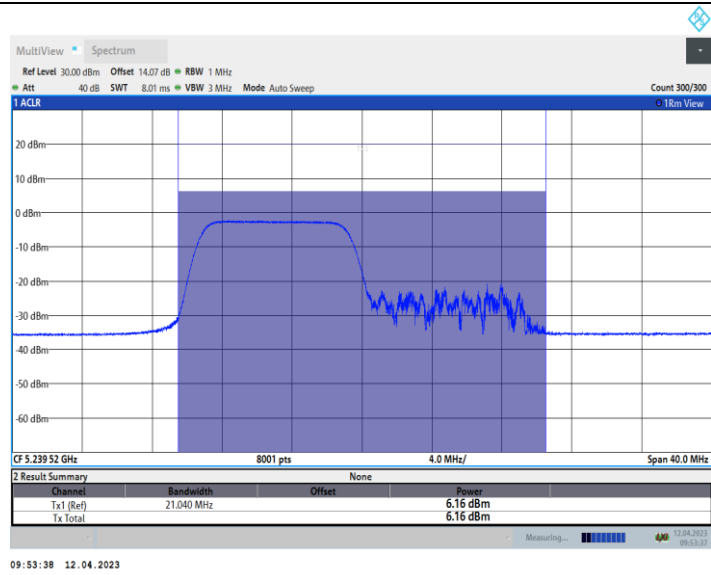 MultiView Spectrum
Ref Level 30.00 dBm Offset 14.07 dB RBW 1 MHz
Att 40 dB SWT 8.01 ms VBW 3 MHz Mode Auto Sweep Count 300/300
1 ACLR 1Rm View
20 dBm
10 dBm
0 dBm
-10 dBm
-20 dBm
-30 dBm
-40 dBm
-50 dBm
-60 dBm
CF 5.239 52 GHz 8001 pts 4.0 MHz/ Span 40.0 MHz
2 Result Summary None
Channel Bandwidth Offset Power
Tx1 (Ref) 21.040 MHz 6.16 dBm
Tx Total 6.16 dBm
Measuring... 12.04.2023
09:53:37
09:53:38 12.04.2023